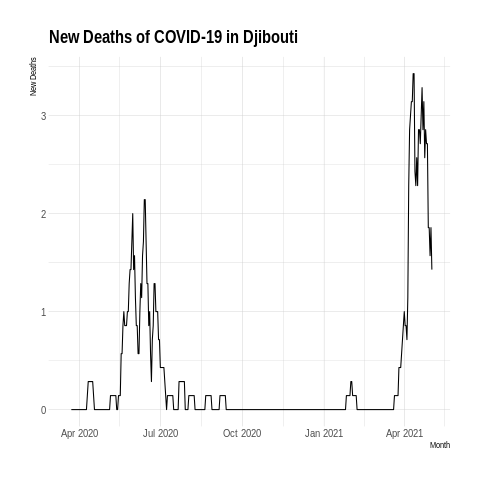 New Deaths of COVID-19 in Djibouti
New Deaths
3
2
1
0
Apr 2020 Jul 2020 Oct 2020 Jan 2021 Apr 2021
Month